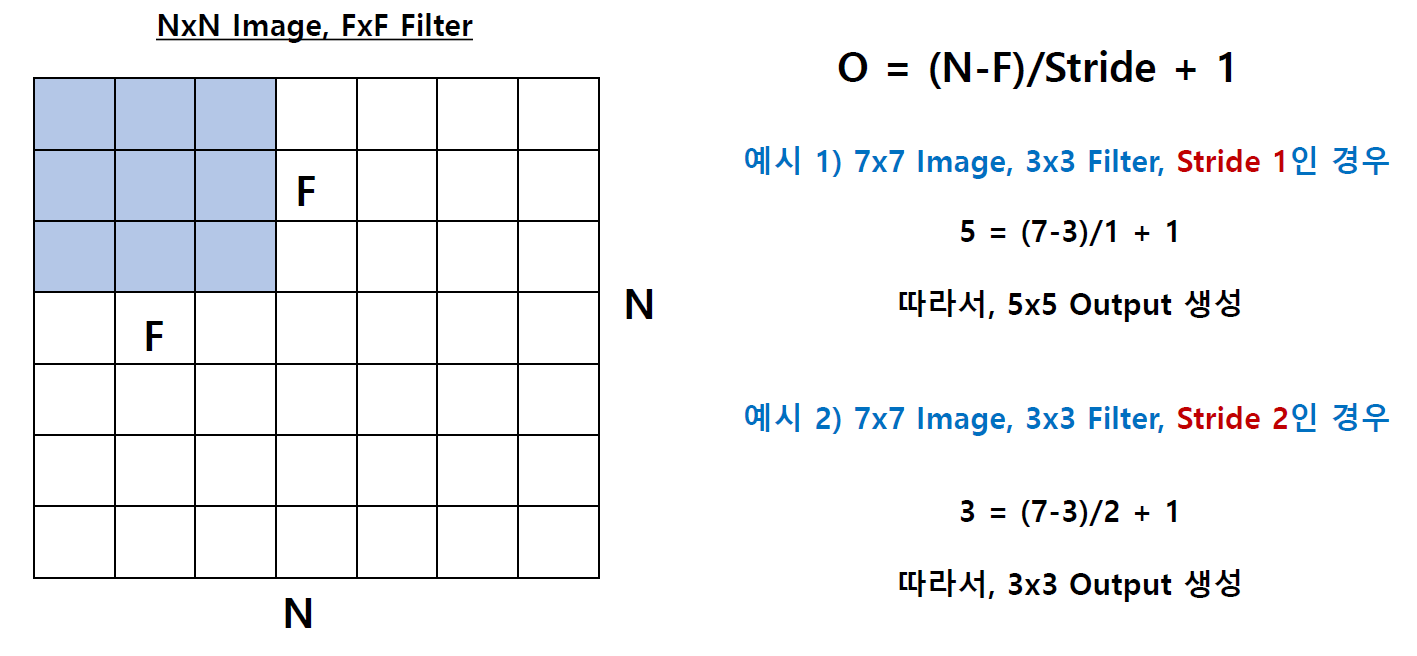 NxN Image, FxF Filter
F
F
N
N
O = (N-F)/Stride + 1
예시 1) 7x7 Image, 3x3 Filter, Stride 1인 경우
5 = (7-3)/1 + 1
따라서, 5x5 Output 생성
예시 2) 7x7 Image, 3x3 Filter, Stride 2인 경우
3 = (7-3)/2 + 1
따라서, 3x3 Output 생성